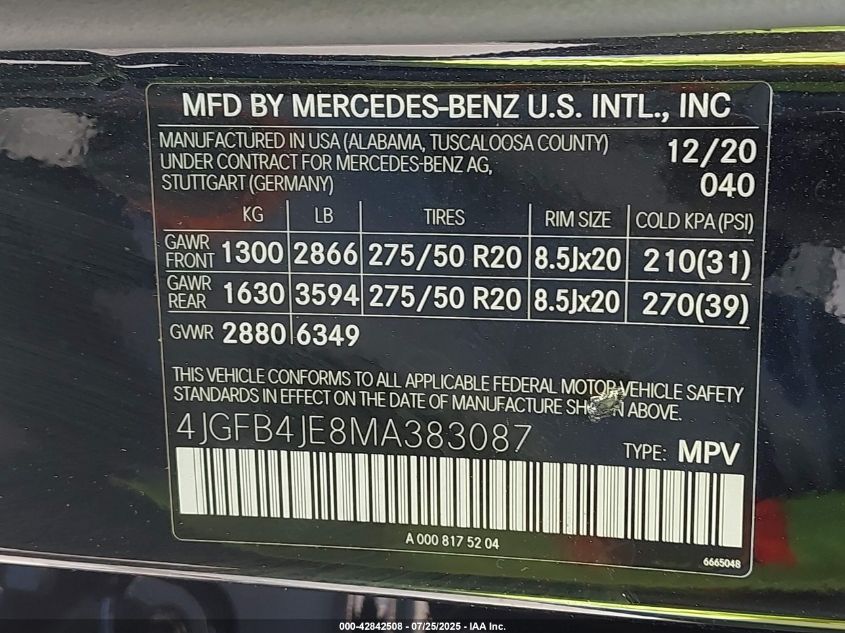 MFD BY MERCEDES-BENZ U.S. INTL., INC
MANUFACTURED IN USA (ALABAMA, TUSCALOOSA COUNTY)
UNDER CONTRACT FOR MERCEDES-BENZ AG,
STUTTGART (GERMANY)
12/20
040
KG LB TIRES RIM SIZE COLD KPA (PSI)
GAWR FRONT 1300 2866 275/50 R20 8.5Jx20 210(31)
GAWR REAR 1630 3594 275/50 R20 8.5Jx20 270(39)
GVWR 2880 6349
THIS VEHICLE CONFORMS TO ALL APPLICABLE FEDERAL MOTOR VEHICLE SAFETY
STANDARDS IN EFFECT ON THE DATE OF MANUFACTURE ABOVE.
4JGFB4JE8MA383087
TYPE: MPV
A 000 817 52 04
6665048
000-42842508 - 07/25/2025 - IAA Inc.